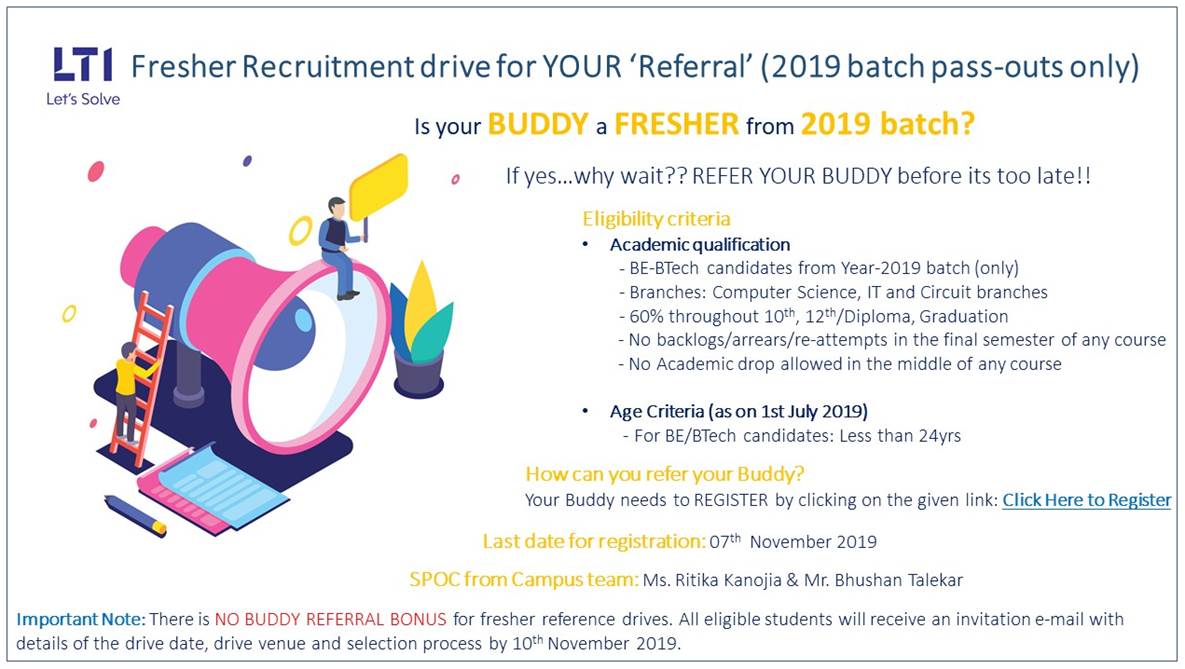 LTI
Let's Solve
Fresher Recruitment drive for YOUR ‘Referral’ (2019 batch pass-outs only)
Is your BUDDY a FRESHER from 2019 batch?
If yes...why wait?? REFER YOUR BUDDY before its too late!!
Eligibility criteria
• Academic qualification
- BE-BTech candidates from Year-2019 batch (only)
- Branches: Computer Science, IT and Circuit branches
- 60% throughout 10th, 12th/Diploma, Graduation
- No backlogs/arrears/re-attempts in the final semester of any course
- No Academic drop allowed in the middle of any course
• Age Criteria (as on 1st July 2019)
- For BE/BTech candidates: Less than 24yrs
How can you refer your Buddy?
Your Buddy needs to REGISTER by clicking on the given link: Click Here to Register
Last date for registration: 07th November 2019
SPOC from Campus team: Ms. Ritika Kanojia & Mr. Bhushan Talekar
Important Note: There is NO BUDDY REFERRAL BONUS for fresher reference drives. All eligible students will receive an invitation e-mail with
details of the drive date, drive venue and selection process by 10th November 2019.